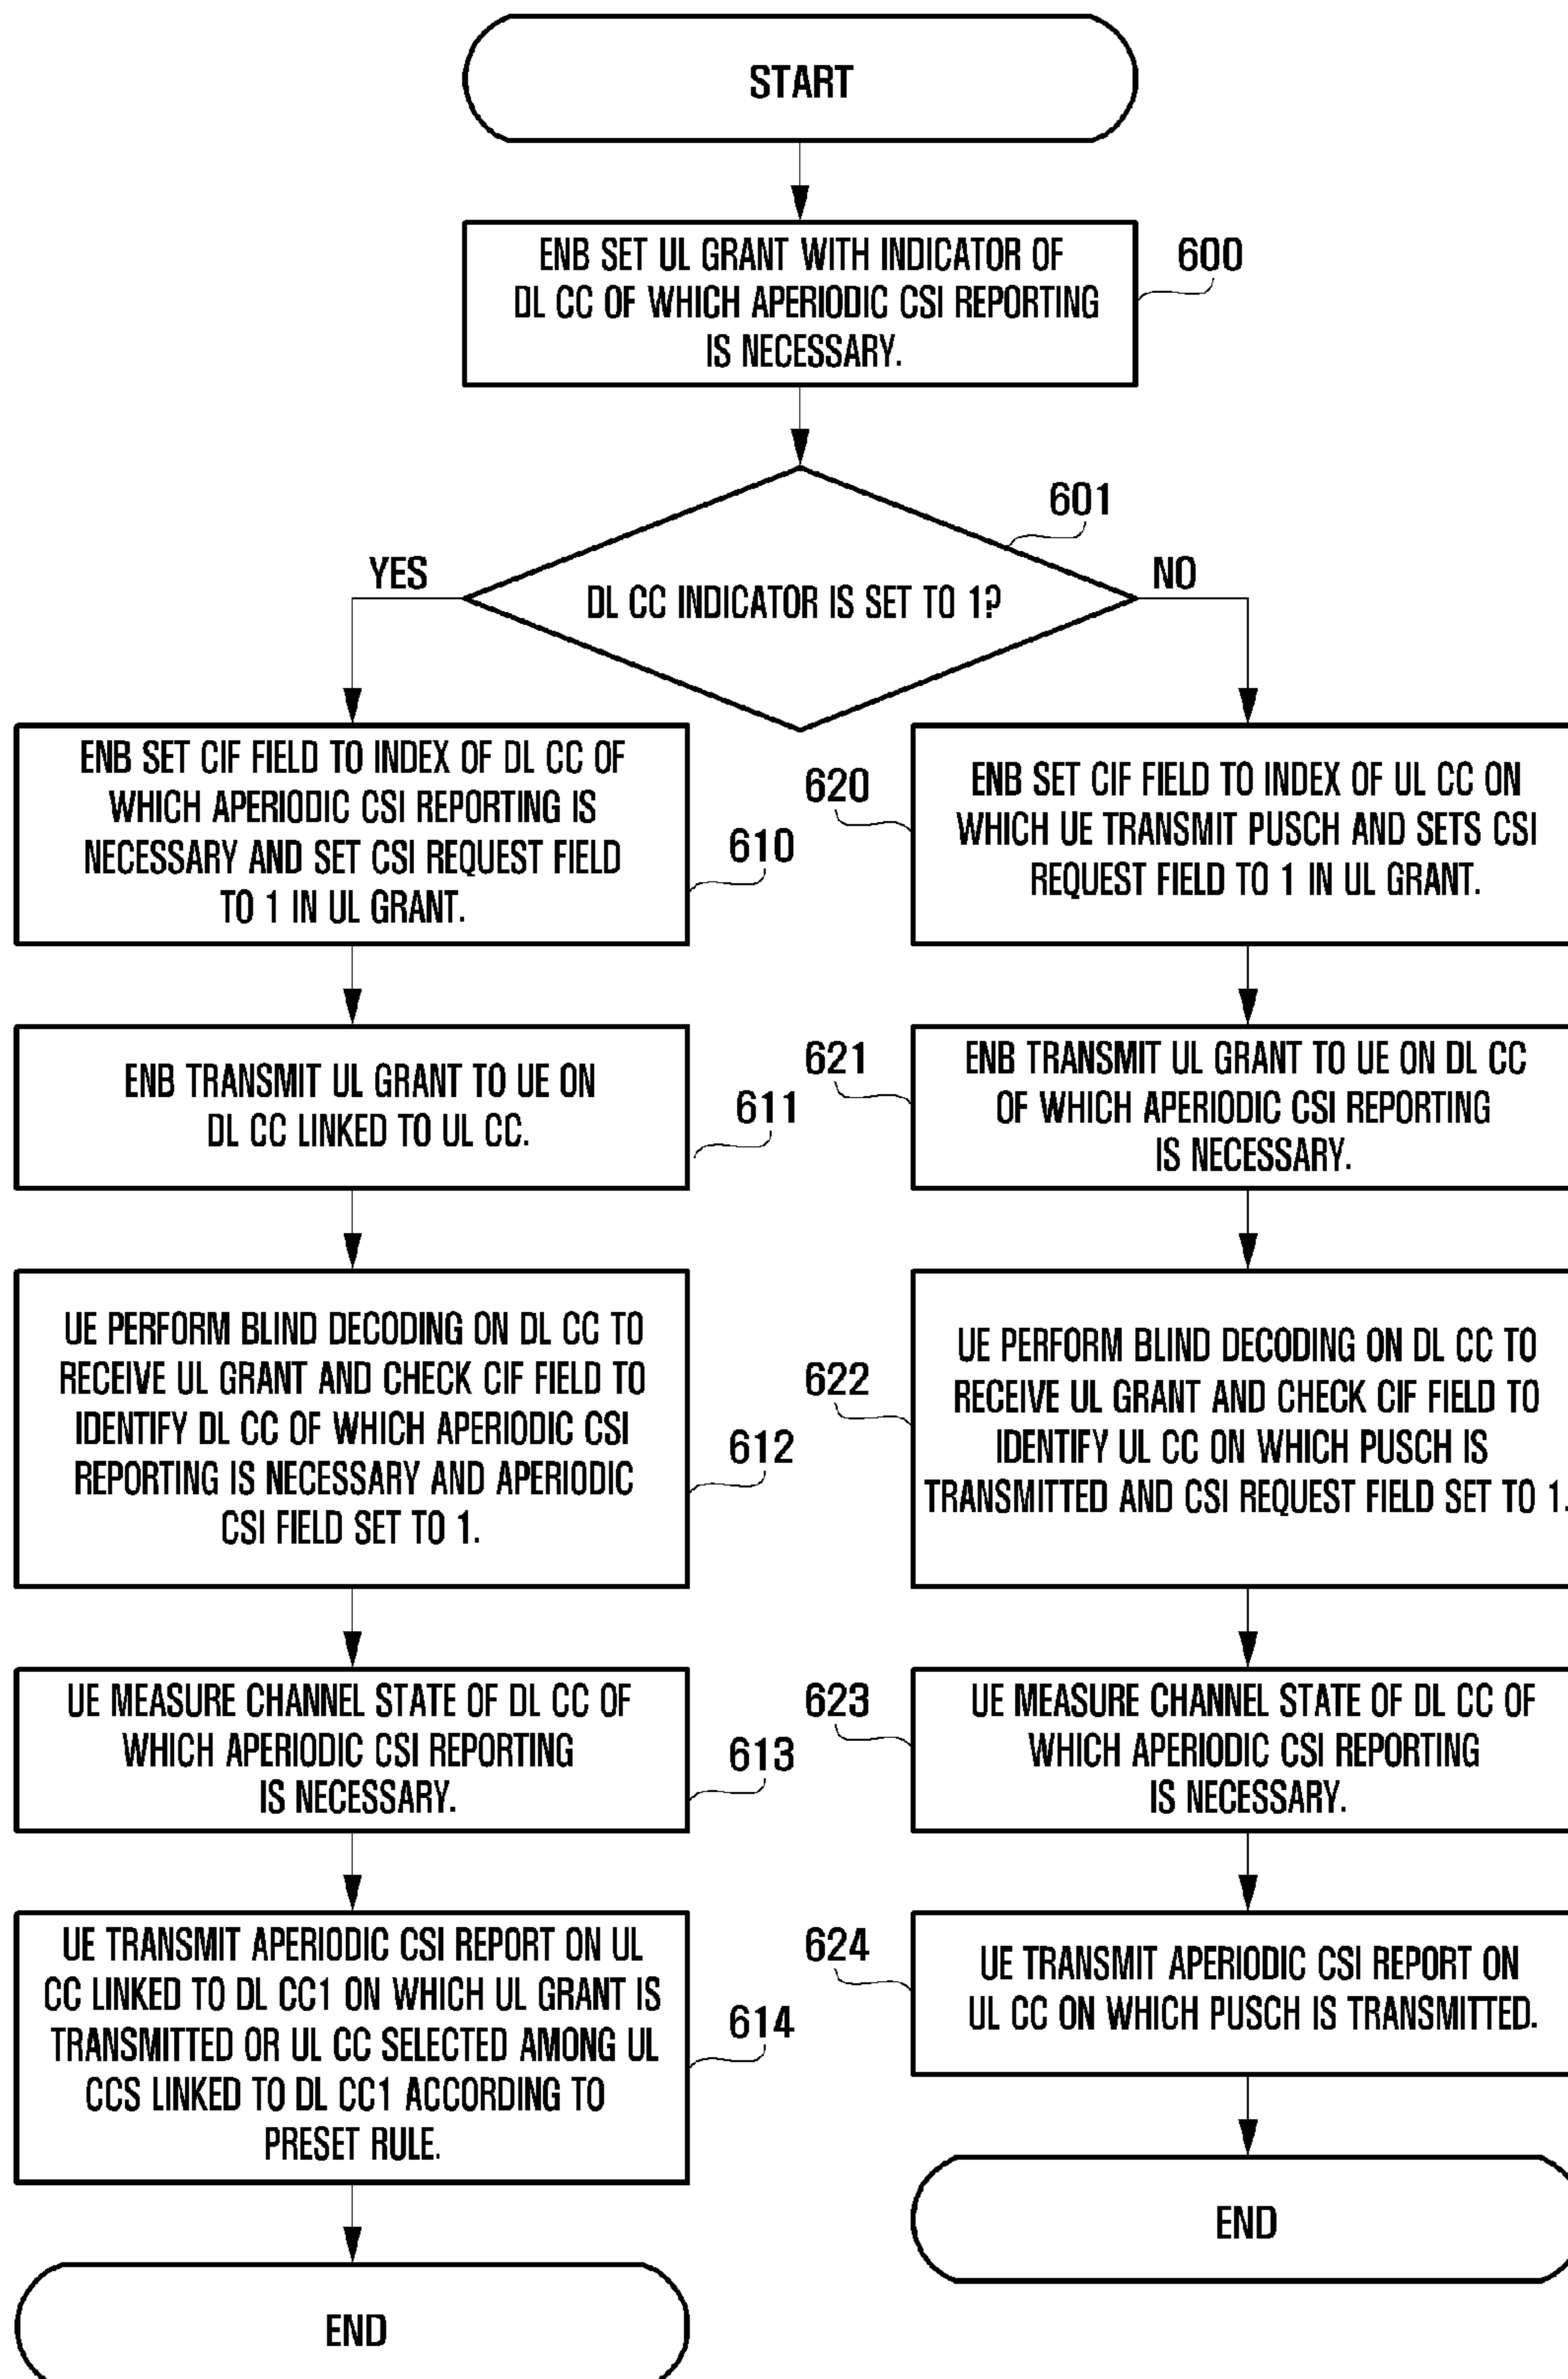 START
ENB SET UL GRANT WITH INDICATOR OF
DL CC OF WHICH APERIODIC CSI REPORTING
IS NECESSARY.
600
601
YES
NO
DL CC INDICATOR IS SET TO 1?
ENB SET CIF FIELD TO INDEX OF DL CC OF
WHICH APERIODIC CSI REPORTING IS
NECESSARY AND SET CSI REQUEST FIELD
TO 1 IN UL GRANT.
610
620
ENB SET CIF FIELD TO INDEX OF UL CC ON
WHICH UE TRANSMIT PUSCH AND SETS CSI
REQUEST FIELD TO 1 IN UL GRANT.
ENB TRANSMIT UL GRANT TO UE ON
DL CC LINKED TO UL CC.
611
621
ENB TRANSMIT UL GRANT TO UE ON DL CC
OF WHICH APERIODIC CSI REPORTING
IS NECESSARY.
UE PERFORM BLIND DECODING ON DL CC TO
RECEIVE UL GRANT AND CHECK CIF FIELD TO
IDENTIFY DL CC OF WHICH APERIODIC CSI
REPORTING IS NECESSARY AND APERIODIC
CSI FIELD SET TO 1.
612
622
UE PERFORM BLIND DECODING ON DL CC TO
RECEIVE UL GRANT AND CHECK CIF FIELD TO
IDENTIFY UL CC ON WHICH PUSCH IS
TRANSMITTED AND CSI REQUEST FIELD SET TO 1.
UE MEASURE CHANNEL STATE OF DL CC OF
WHICH APERIODIC CSI REPORTING
IS NECESSARY.
613
623
UE MEASURE CHANNEL STATE OF DL CC OF
WHICH APERIODIC CSI REPORTING
IS NECESSARY.
UE TRANSMIT APERIODIC CSI REPORT ON UL
CC LINKED TO DL CC1 ON WHICH UL GRANT IS
TRANSMITTED OR UL CC SELECTED AMONG UL
CCS LINKED TO DL CC1 ACCORDING TO
PRESET RULE.
614
624
UE TRANSMIT APERIODIC CSI REPORT ON
UL CC ON WHICH PUSCH IS TRANSMITTED.
END
END